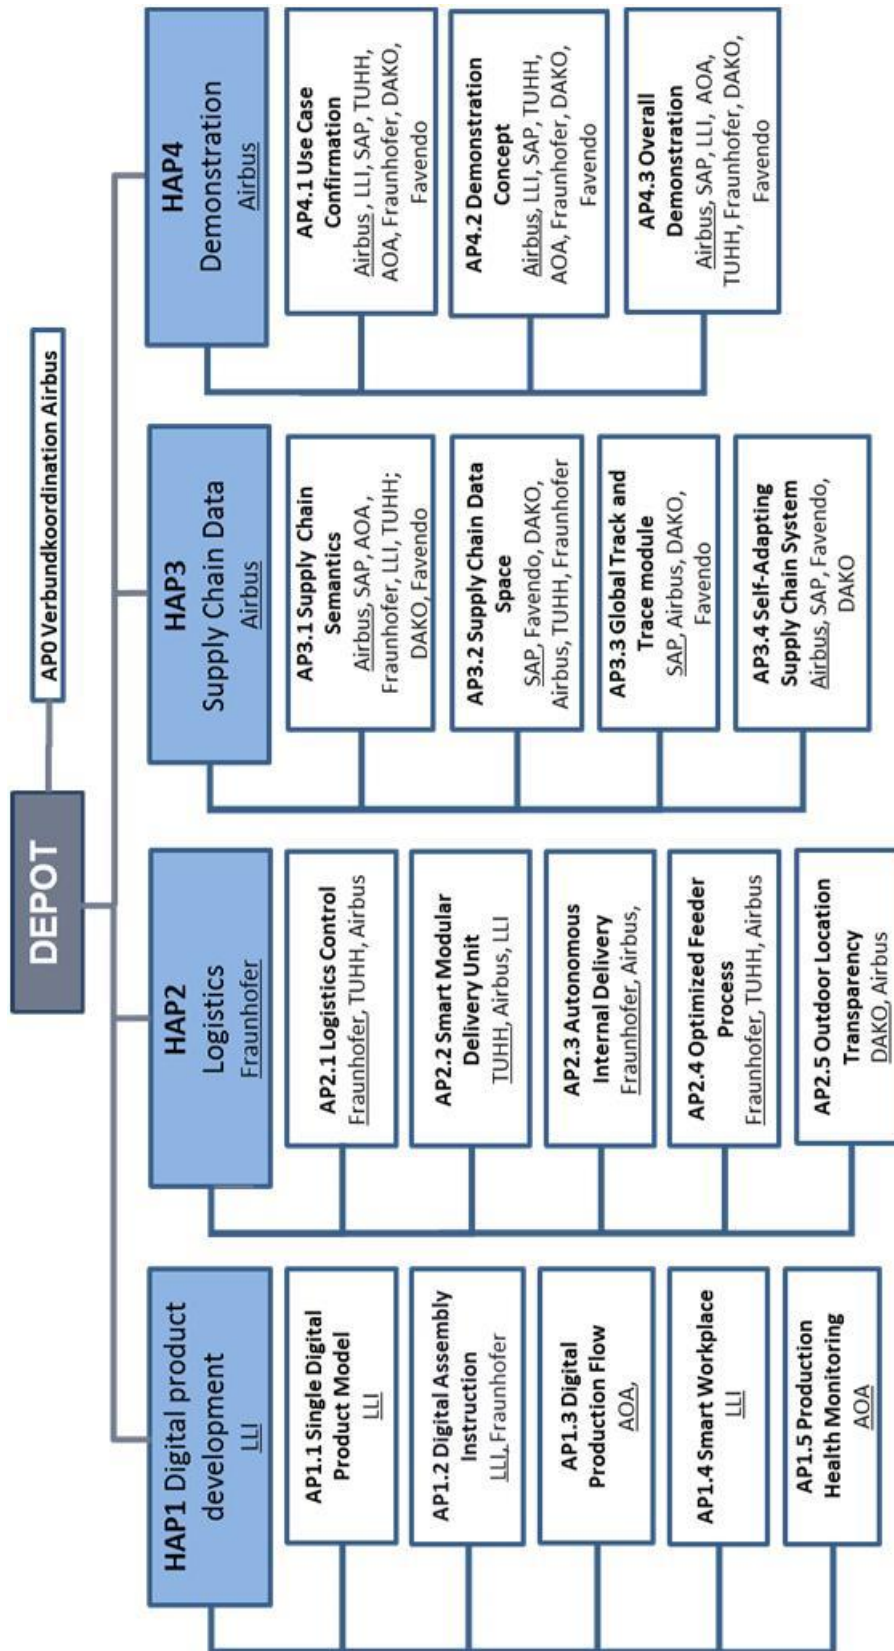 DEPOT
AP0 Verbundkoordination Airbus
HAP1 Digital product
development
LLI
AP1.1 Single Digital
Product Model
LLI
AP1.2 Digital Assembly
Instruction
LLI, Fraunhofer
AP1.3 Digital
Production Flow
AOA,
AP1.4 Smart Workplace
LLI
AP1.5 Production
Health Monitoring
AOA
HAP2
Logistics
Fraunhofer
AP2.1 Logistics Control
Fraunhofer, TUHH, Airbus
AP2.2 Smart Modular
Delivery Unit
TUHH, Airbus, LLI
AP2.3 Autonomous
Internal Delivery
Fraunhofer, Airbus,
AP2.4 Optimized Feeder
Process
Fraunhofer, TUHH, Airbus
AP2.5 Outdoor Location
Transparency
DAKO, Airbus
HAP3
Supply Chain Data
Airbus
AP3.1 Supply Chain
Semantics
Airbus, SAP, AOA ,
Fraunhofer, LLI, TUHH;
DAKO, Favendo
AP3.2 Supply Chain Data
Space
SAP, Favendo, DAKO,
Airbus, TUHH, Fraunhofer
AP3.3 Global Track and
Trace module
SAP, Airbus, DAKO,
Favendo
AP3.4 Self-Adapting
Supply Chain System
Airbus, SAP, Favendo,
DAKO
HAP4
Demonstration
Airbus
AP4.1 Use Case
Confirmation
Airbus , LLI, SAP, TUHH,
AOA, Fraunhofer, DAKO,
Favendo
AP4.2 Demonstration
Concept
Airbus, LLI, SAP, TUHH,
AOA, Fraunhofer, DAKO,
Favendo
AP4.3 Overall
Demonstration
Airbus, SAP, LLI, AOA,
TUHH, Fraunhofer, DAKO,
Favendo